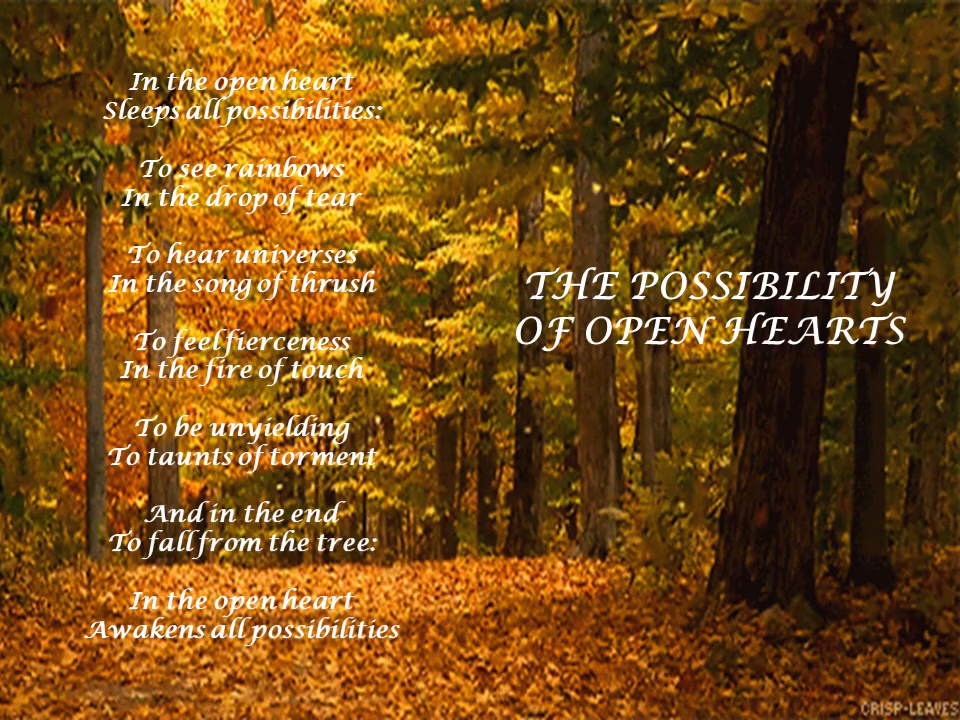 In the open heart
Sleeps all possibilities:
To see rainbows
In the drop of tear
To hear universes
In the song of thrush
To feel fierceness
In the fire of touch
To be unyielding
To taunts of torment
And in the end
To fall from the tree:
In the open heart
Awakens all possibilities
THE POSSIBILITY
OF OPEN HEARTS
CRISP-LEAVES